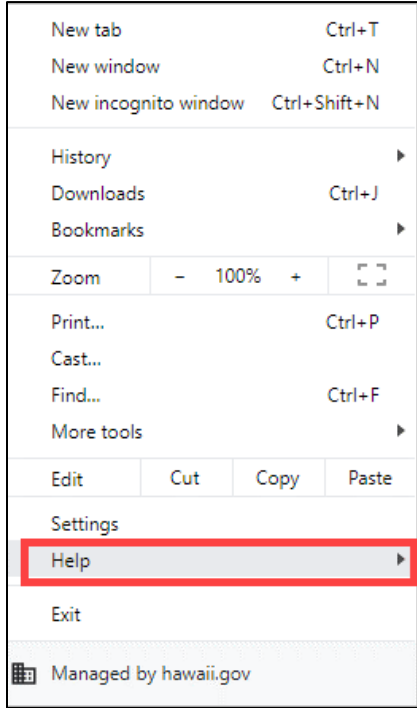 New tab Ctrl+T
New window Ctrl+N
New incognito window Ctrl+Shift+N
History
Downloads Ctrl+J
Bookmarks
Zoom - 100% +
Print... Ctrl+P
Cast...
Find... Ctrl+F
More tools
Edit Cut Copy Paste
Settings
Help
Exit
Managed by hawaii.gov